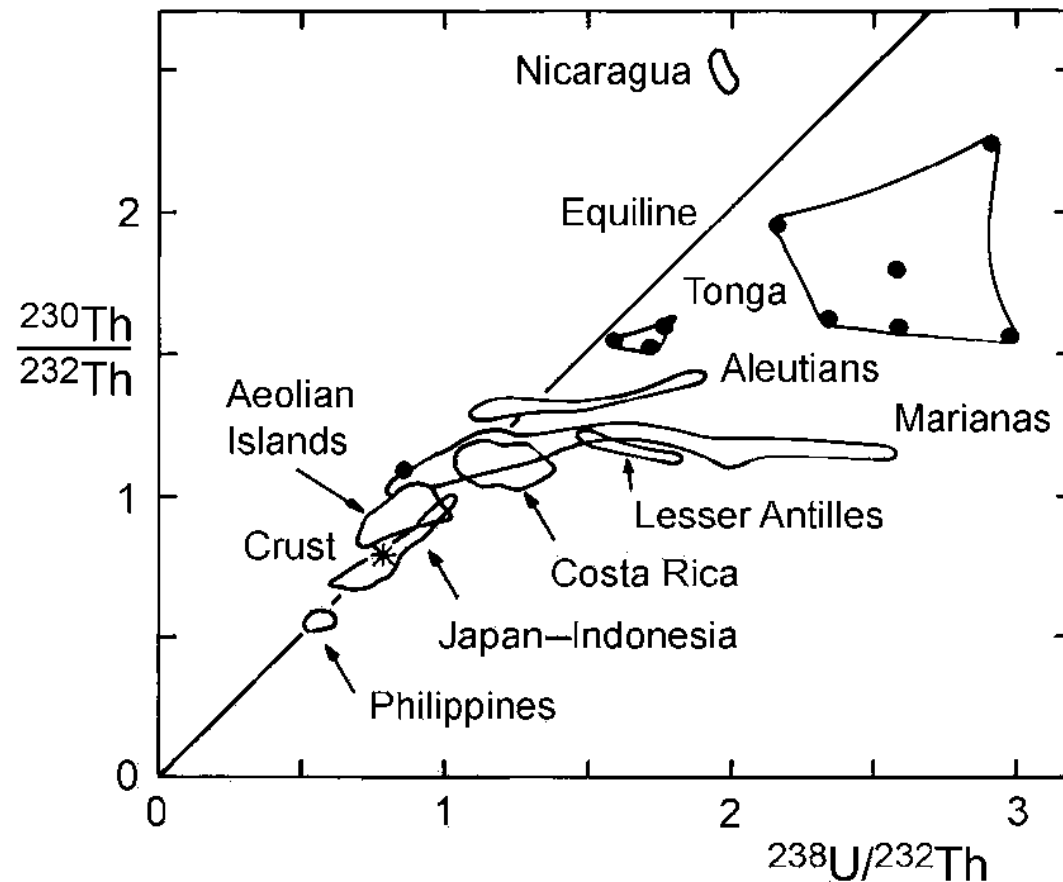 Nicaragua
Equiline
2
Tonga
²³⁰Th
²³²Th
Aleutians
Aeolian
Islands
Marianas
1
Lesser Antilles
Crust
Costa Rica
Japan–Indonesia
Philippines
0
0 1 2 3
²³⁸U/²³²Th